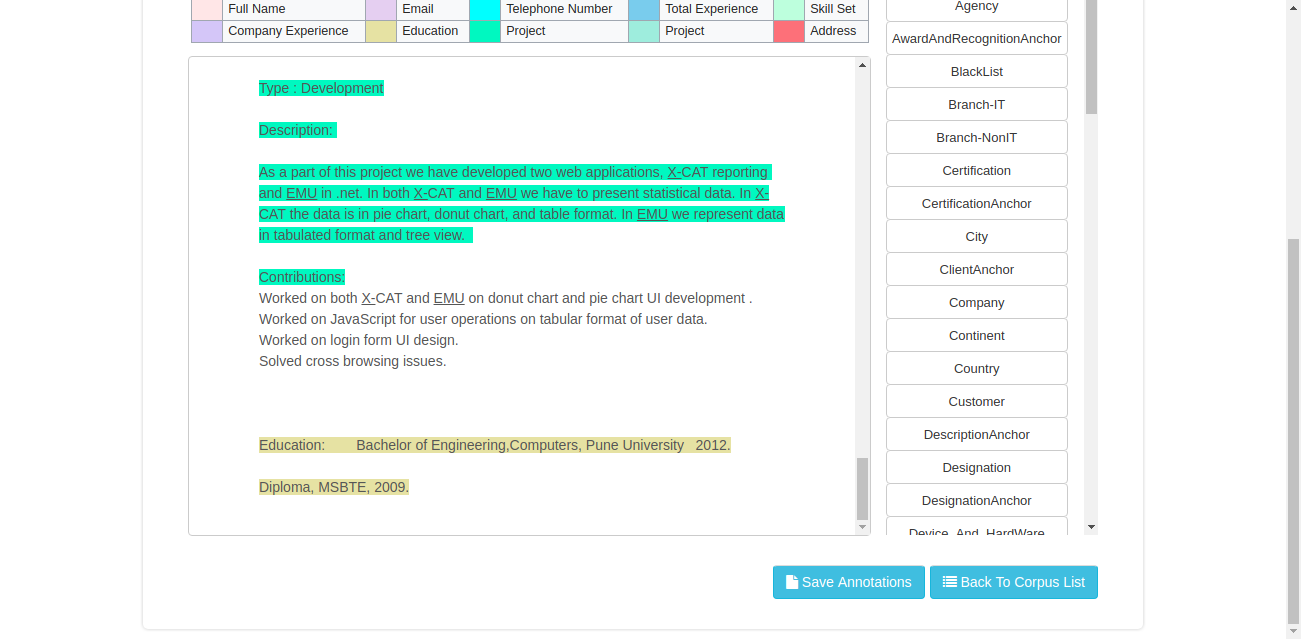 Full Name Email Telephone Number Total Experience Skill Set
Company Experience Education Project Project Address
Type : Development
Description:
As a part of this project we have developed two web applications, X-CAT reporting
and EMU in .net. In both X-CAT and EMU we have to present statistical data. In X-
CAT the data is in pie chart, donut chart, and table format. In EMU we represent data
in tabulated format and tree view.
Contributions:
Worked on both X-CAT and EMU on donut chart and pie chart UI development .
Worked on JavaScript for user operations on tabular format of user data.
Worked on login form UI design.
Solved cross browsing issues.
Education: Bachelor of Engineering,Computers, Pune University 2012.
Diploma, MSBTE, 2009.
Agency
AwardAndRecognitionAnchor
BlackList
Branch-IT
Branch-NonIT
Certification
CertificationAnchor
City
ClientAnchor
Company
Continent
Country
Customer
DescriptionAnchor
Designation
DesignationAnchor
Device_And_HardWare
Save Annotations
Back To Corpus List